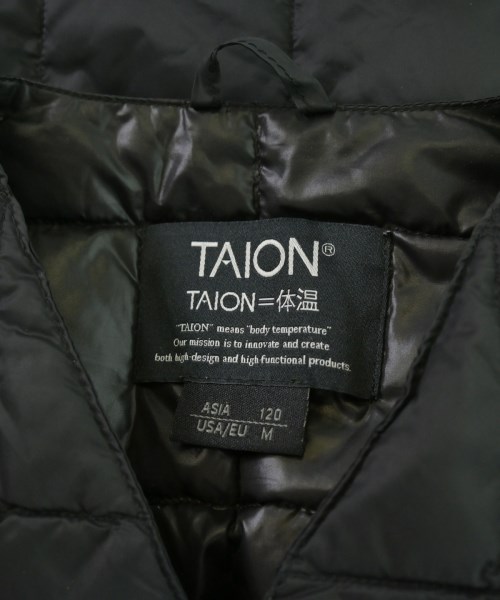 TAION®
TAION=体温
"TAION" means "body temperature"
Our mission is to innovate and create
both high-design and high-functional products.
ASIA 120
USA/EU M